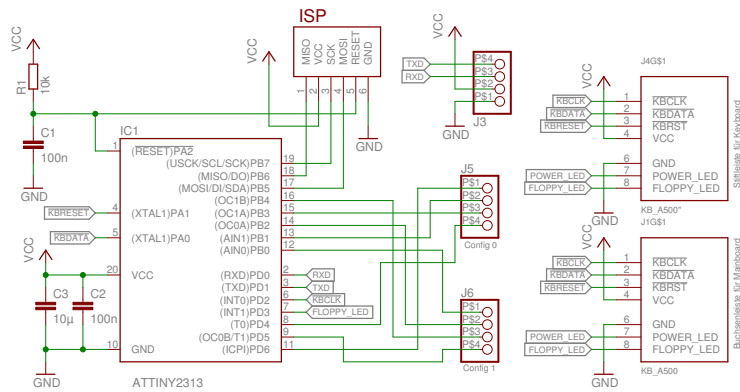 ISP
VCC
MISO
VCC
SCK
MOSI
RESET
GND
1
2
3
4
5
6
VCC
R1
10k
C1
100n
GND
GND
VCC
TXD
RXD
P$4
P$3
P$2
P$1
J3
GND
IC1
1
(RESET)PA2
(USCK/SCL/SCK)PB7
19
(MISO/DO)PB6
18
(MOSI/DI/SDA)PB5
17
(OC1B)PB4
16
KBRESET
4
(XTAL1)PA1
(OC1A)PB3
15
(OC0A)PB2
14
KBDATA
5
(XTAL1)PA0
(AIN1)PB1
13
(AIN0)PB0
12
VCC
20
VCC
(RXD)PD0
2
RXD
(TXD)PD1
3
TXD
(INT0)PD2
6
KBCLK
(INT1)PD3
7
FLOPPY_LED
(T0)PD4
8
(OC0B/T1)PD5
9
10
GND
(ICPI)PD6
11
C3
10µ
C2
100n
GND
ATTINY2313
J5
P$1
P$2
P$3
P$4
Config 0
J6
P$1
P$2
P$3
P$4
Config 1
J4G$1
VCC
KBCLK
1
KBCLK
KBDATA
2
KBDATA
KBRESET
3
KBRST
4
VCC
6
GND
POWER_LED
7
POWER_LED
FLOPPY_LED
8
FLOPPY_LED
GND
KB_A500"
Stiftleiste für Keyboard
J1G$1
VCC
KBCLK
1
KBCLK
KBDATA
2
KBDATA
KBRESET
3
KBRST
4
VCC
6
GND
POWER_LED
7
POWER_LED
FLOPPY_LED
8
FLOPPY_LED
GND
KB_A500
Buchsenleiste für Mainboard